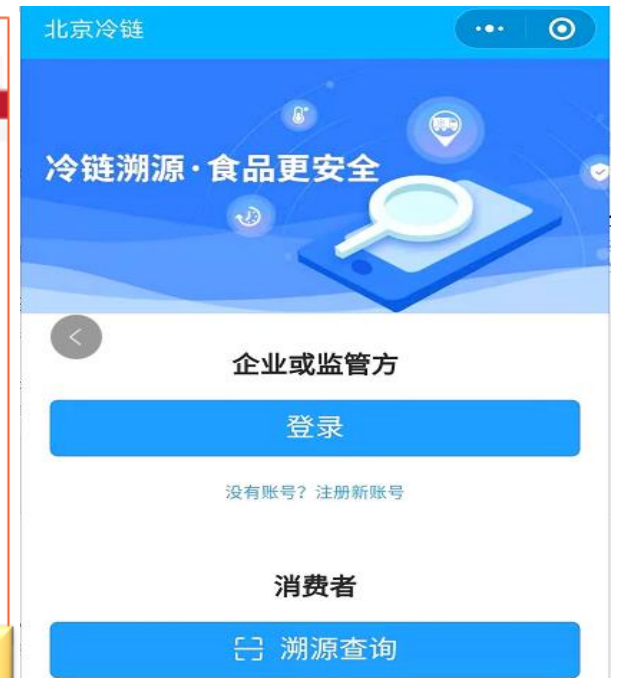 北京冷链
冷链溯源·食品更安全
企业或监管方
登录
没有账号？注册新账号
消费者
溯源查询